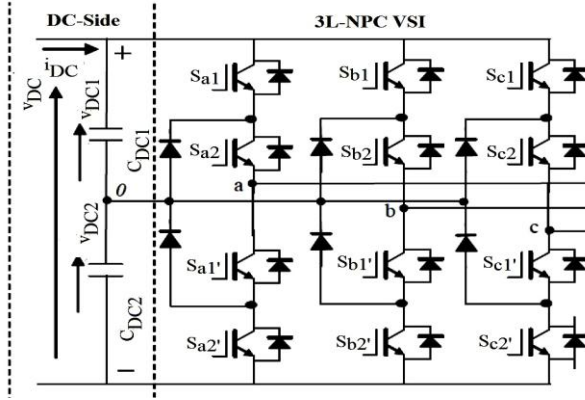 DC-Side
3L-NPC VSI
+
iDC
vDC
vDC1
CDC1
0
vDC2
CDC2
−
Sa1
Sb1
Sc1
Sa2
Sb2
Sc2
a
b
c
Sa1'
Sb1'
Sc1'
Sa2'
Sb2'
Sc2'